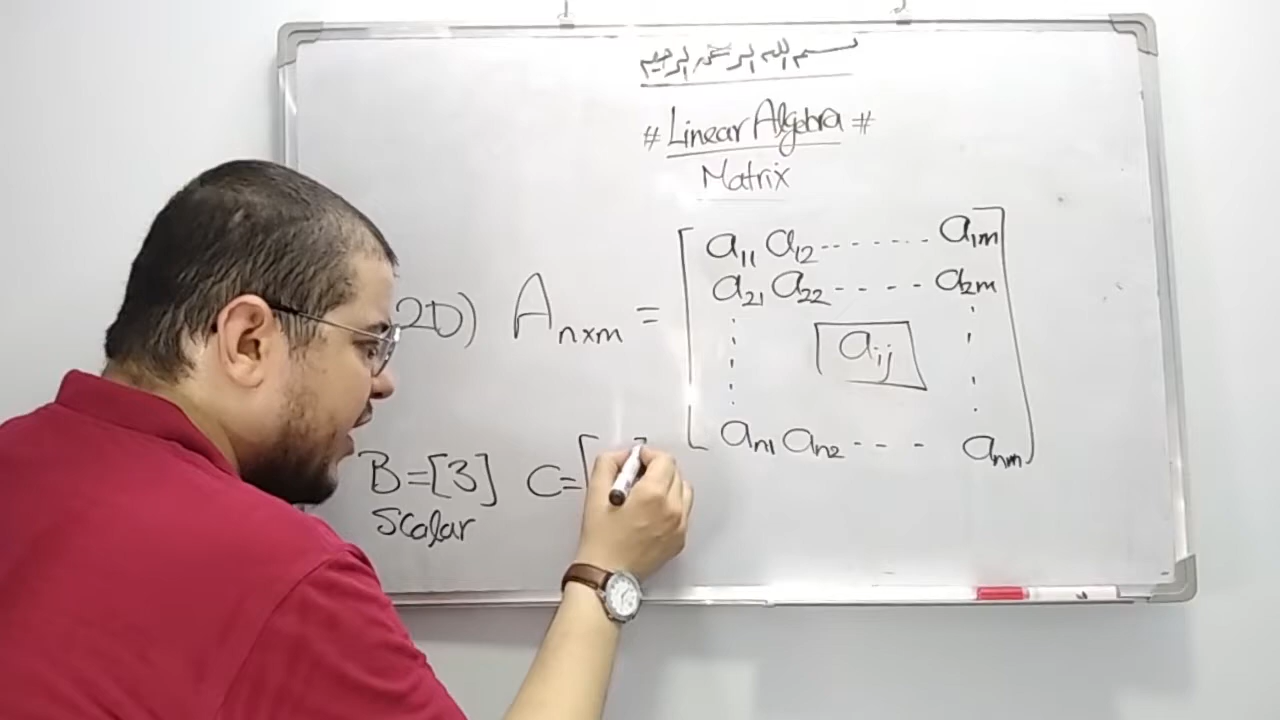 بسم الله الرحمن الرحيم
# Linear Algebra #
Matrix
2D) Anxm = [
a11 a12 ....... a1m
a21 a22 ..... a2m
aij
an1 an2 --- anm ]
B=[3] C=[
Scalar